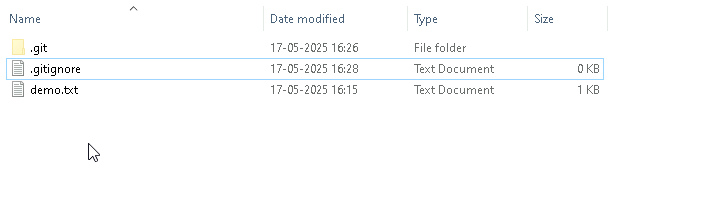 Name Date modified Type Size
.git 17-05-2025 16:26 File folder
.gitignore 17-05-2025 16:28 Text Document 0 KB
demo.txt 17-05-2025 16:15 Text Document 1 KB